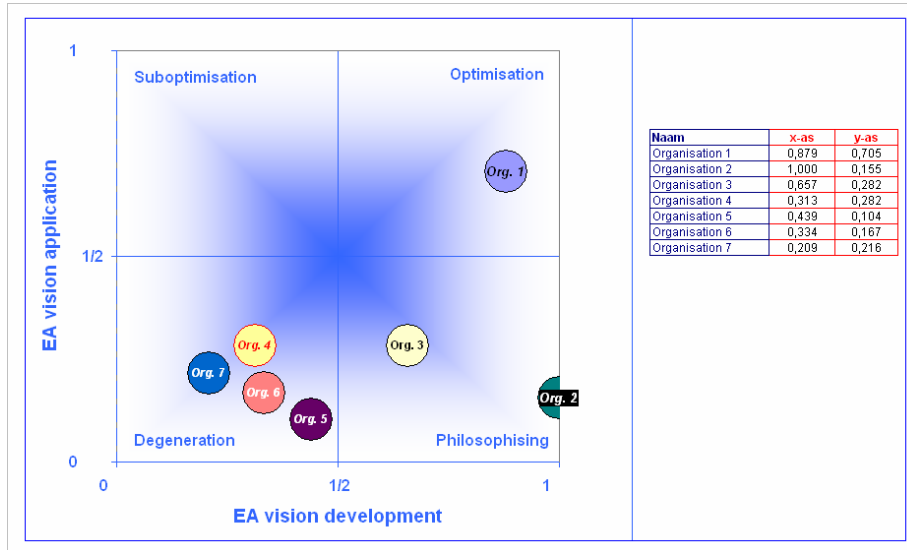 1
Suboptimisation
Optimisation
Org. 1
EA vision application
1/2
Org. 4
Org. 3
Org. 7
Org. 6
Org. 2
Org. 5
Degeneration
Philosophising
0
0
1/2
1
EA vision development
Naam x-as y-as
Organisation 1 0,879 0,705
Organisation 2 1,000 0,155
Organisation 3 0,657 0,282
Organisation 4 0,313 0,282
Organisation 5 0,439 0,104
Organisation 6 0,334 0,167
Organisation 7 0,209 0,216